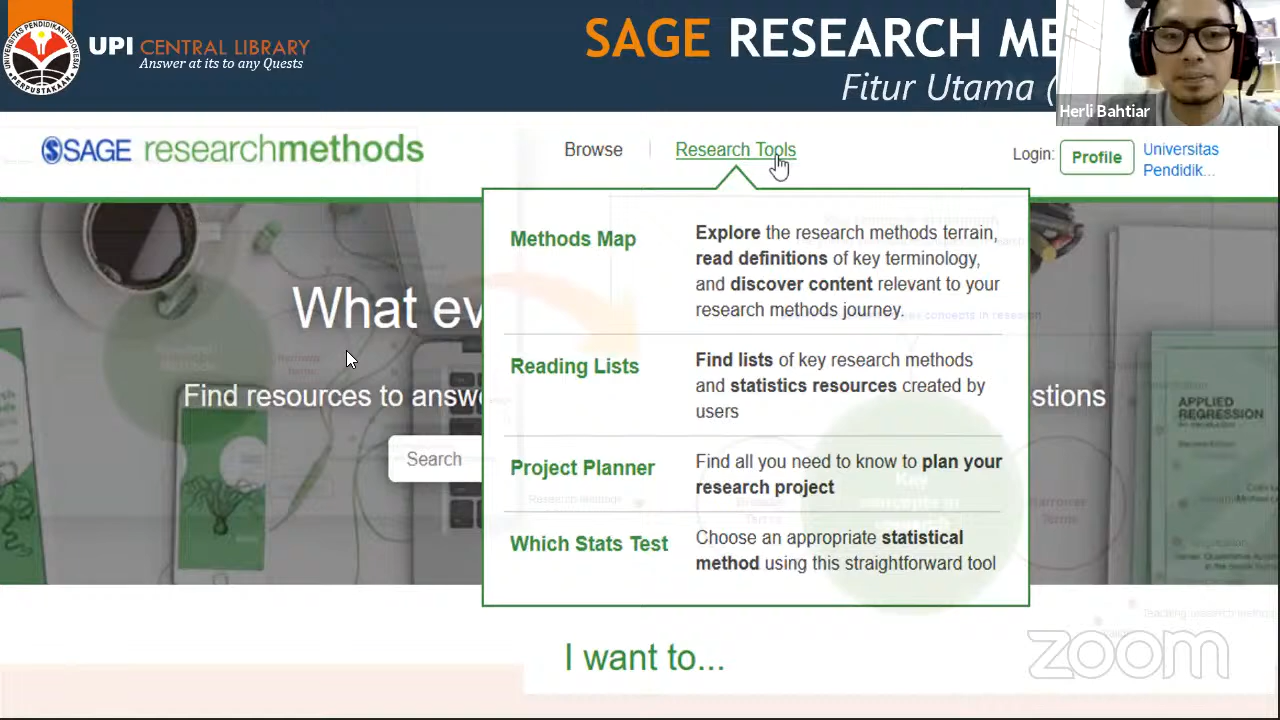 UNIVERSITAS PENDIDIKAN INDONESIA
PERPUSTAKAAN
UPI CENTRAL LIBRARY
Answer at its to any Quests
SAGE RESEARCH ME
Fitur Utama (
Herli Bahtiar
SAGE researchmethods
Browse
Research Tools
Login:
Profile
Universitas
Pendidik...
Methods Map
Explore the research methods terrain,
read definitions of key terminology,
and discover content relevant to your
research methods journey.
Reading Lists
Find lists of key research methods
and statistics resources created by
users
Project Planner
Find all you need to know to plan your
research project
Which Stats Test
Choose an appropriate statistical
method using this straightforward tool
What ev
Find resources to answ
stions
Search
APPLIED
REGRESSION
I want to...
zoom